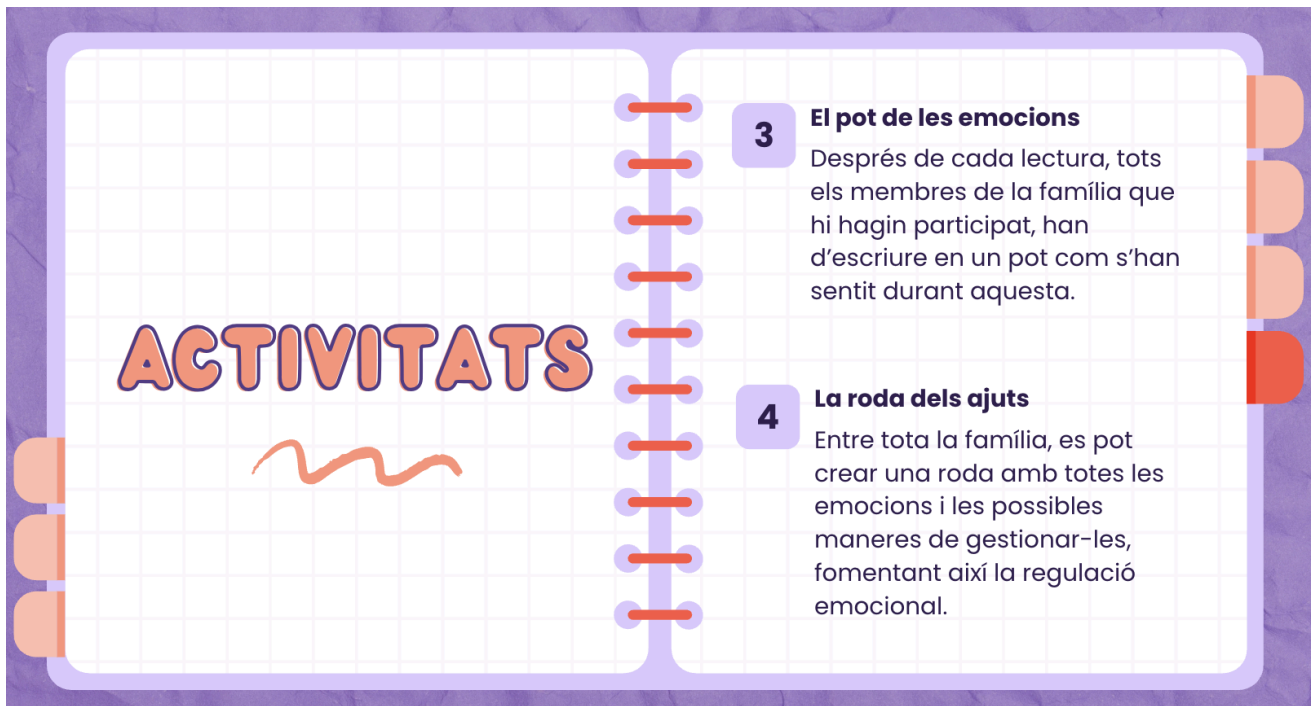 ACTIVITATS
3
El pot de les emocions
Després de cada lectura, tots
els membres de la família que
hi hagin participat, han
d’escriure en un pot com s’han
sentit durant aquesta.
4
La roda dels ajuts
Entre tota la família, es pot
crear una roda amb totes les
emocions i les possibles
maneres de gestionar-les,
fomentant així la regulació
emocional.